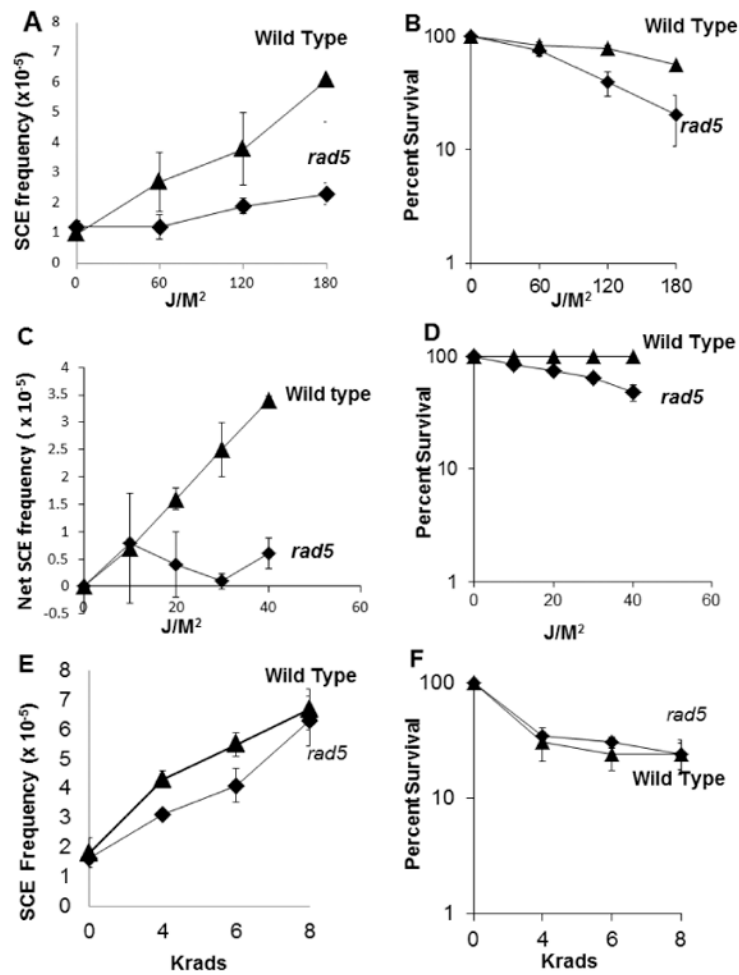 A
SCE frequency (x10-5)
8
7
6
5
4
3
2
1
0
0 60 120 180
J/M²
Wild Type
rad5
B
Percent Survival
100
10
1
0 60 120 180
J/M²
Wild Type
rad5
C
Net SCE frequency ( x 10-5)
4
3.5
3
2.5
2
1.5
1
0.5
0
-0.5
0 20 40 60
J/M²
Wild type
rad5
D
Percent Survival
100
10
1
0 20 40 60
J/M²
Wild Type
rad5
E
SCE Frequency (x 10-5)
8
7
6
5
4
3
2
1
0
0 4 6 8
Krads
Wild Type
rad5
F
Percent Survival
100
10
1
0 4 6 8
Krads
rad5
Wild Type